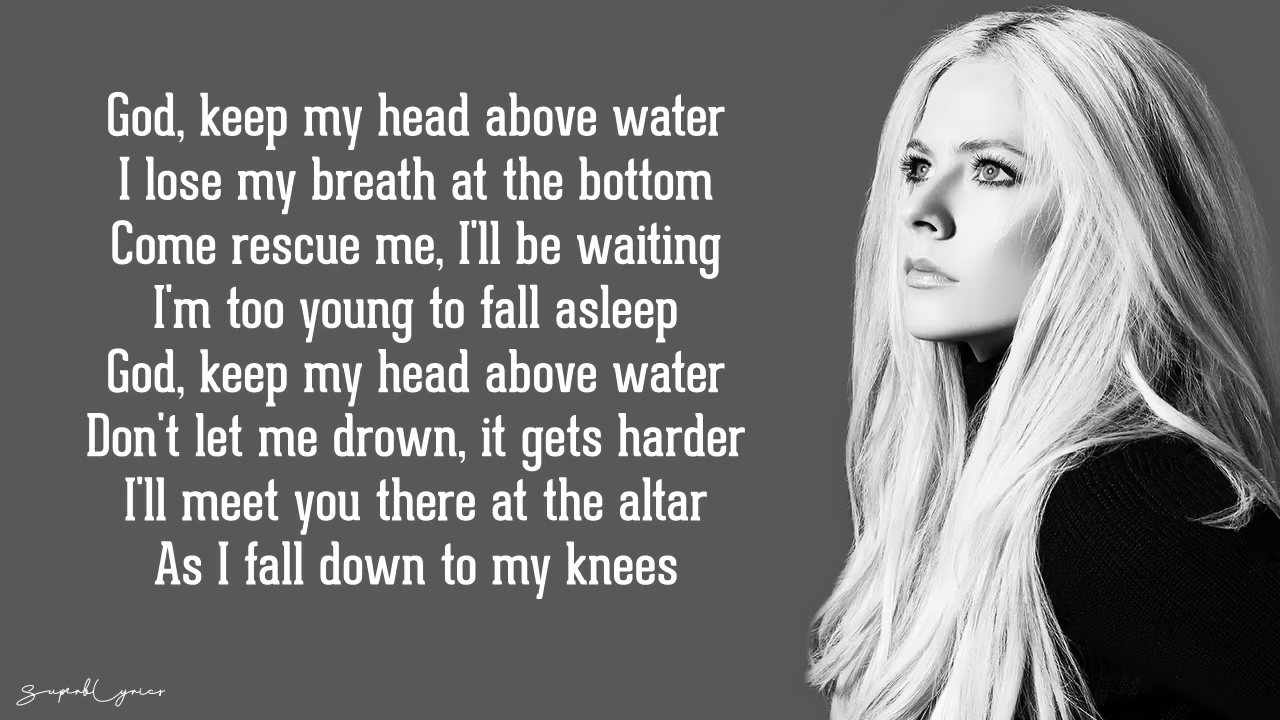 God, keep my head above water
I lose my breath at the bottom
Come rescue me, I'll be waiting
I'm too young to fall asleep
God, keep my head above water
Don't let me drown, it gets harder
I'll meet you there at the altar
As I fall down to my knees
SuperbLyrics